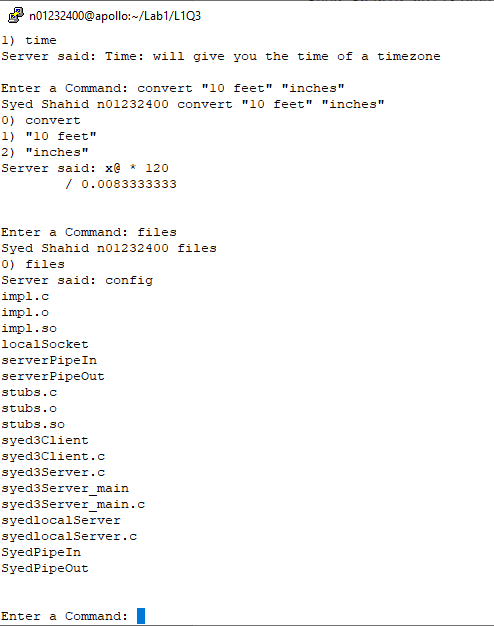 n01232400@apollo:~/Lab1/L1Q3
1) time
Server said: Time: will give you the time of a timezone
Enter a Command: convert "10 feet" "inches"
Syed Shahid n01232400 convert "10 feet" "inches"
0) convert
1) "10 feet"
2) "inches"
Server said: x@ * 120
/ 0.0083333333
Enter a Command: files
Syed Shahid n01232400 files
0) files
Server said: config
impl.c
impl.o
impl.so
localSocket
serverPipeIn
serverPipeOut
stubs.c
stubs.o
stubs.so
syed3Client
syed3Client.c
syed3Server.c
syed3Server_main
syed3Server_main.c
syedlocalServer
syedlocalServer.c
SyedPipeIn
SyedPipeOut
Enter a Command: